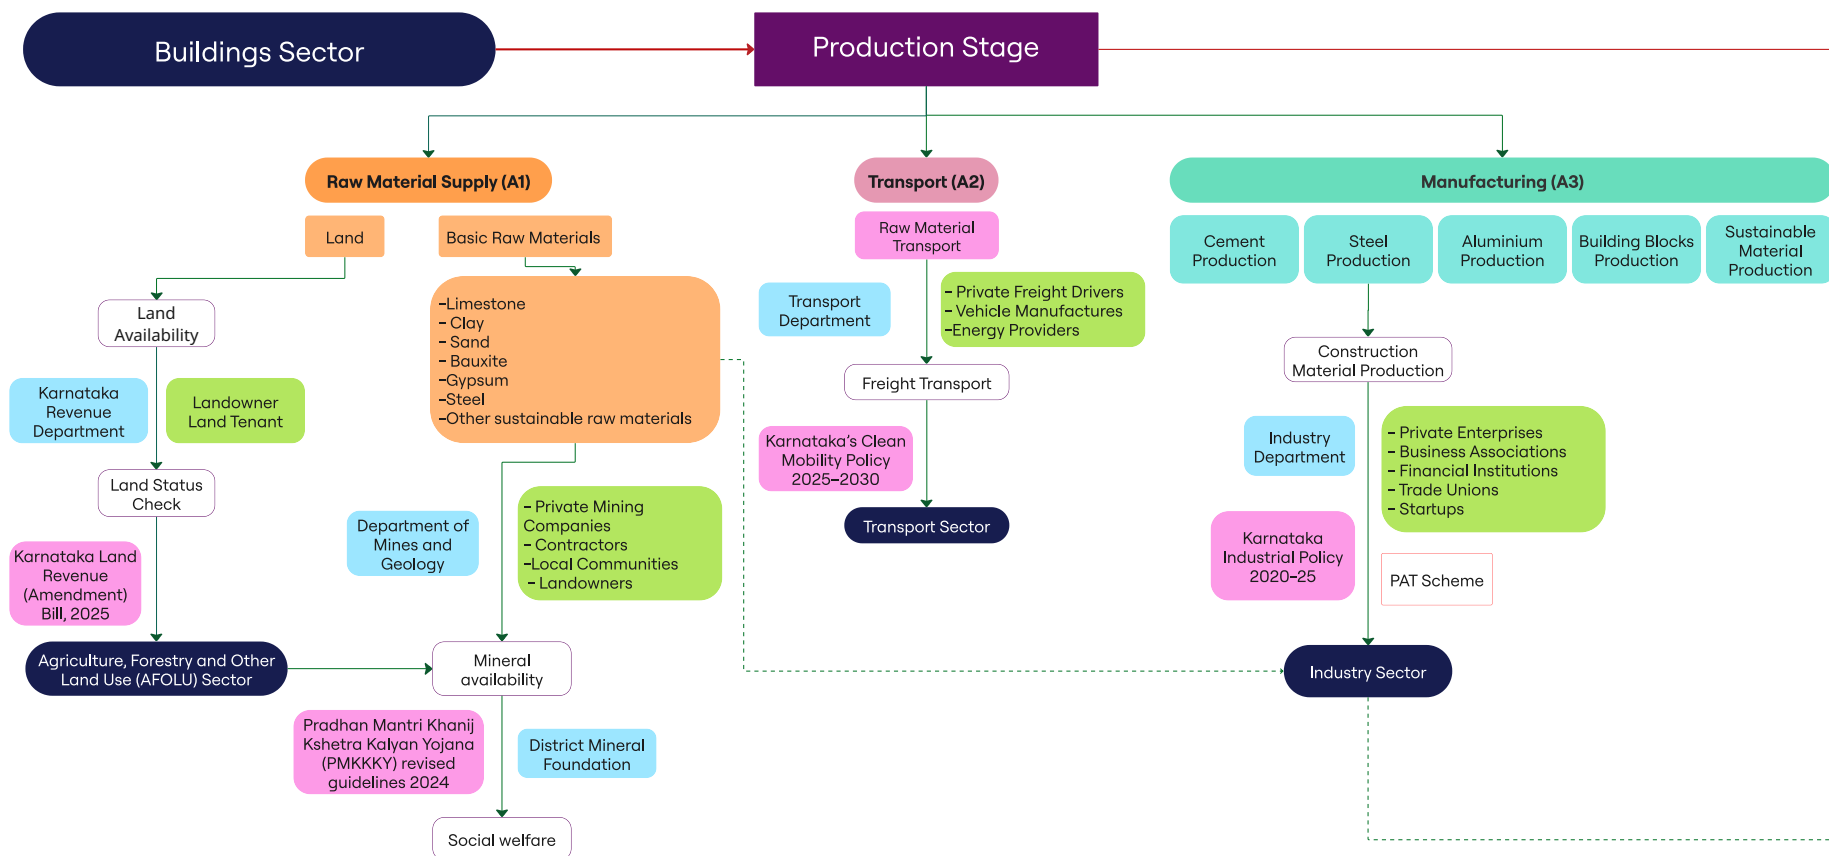 Buildings Sector
Production Stage
Raw Material Supply (A1)
Land
Basic Raw Materials
Land
Availability
Karnataka
Revenue
Department
Landowner
Land Tenant
Land Status
Check
Karnataka Land
Revenue
(Amendment)
Bill, 2025
Agriculture, Forestry and Other
Land Use (AFOLU) Sector
–Limestone
– Clay
– Sand
– Bauxite
–Gypsum
–Steel
–Other sustainable raw materials
Department of
Mines and
Geology
– Private Mining
Companies
– Contractors
–Local Communities
– Landowners
Mineral
availability
Pradhan Mantri Khanij
Kshetra Kalyan Yojana
(PMKKKY) revised
guidelines 2024
District Mineral
Foundation
Social welfare
Transport (A2)
Raw Material
Transport
Transport
Department
– Private Freight Drivers
– Vehicle Manufactures
–Energy Providers
Freight Transport
Karnataka's Clean
Mobility Policy
2025–2030
Transport Sector
Manufacturing (A3)
Cement
Production
Steel
Production
Aluminium
Production
Building Blocks
Production
Sustainable
Material
Production
Construction
Material Production
Industry
Department
– Private Enterprises
– Business Associations
– Financial Institutions
– Trade Unions
– Startups
Karnataka
Industrial Policy
2020–25
PAT Scheme
Industry Sector